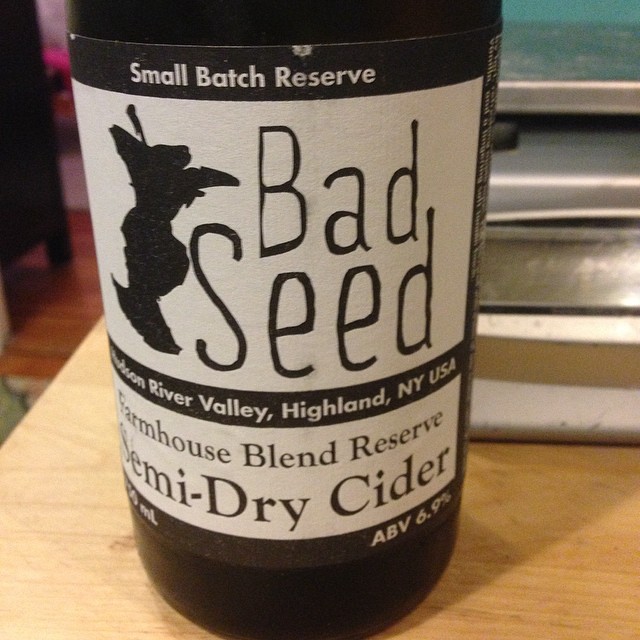 Small Batch Reserve
Bad
Seed
Hudson River Valley, Highland, NY USA
Farmhouse Blend Reserve
Semi-Dry Cider
mL
ABV 6.9%